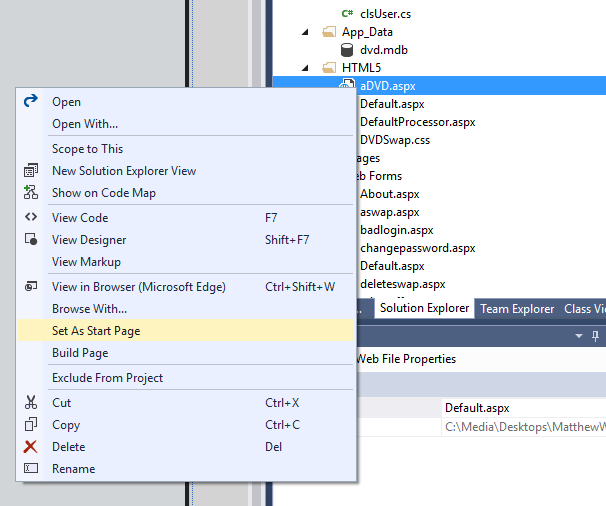 clsUser.cs
App_Data
dvd.mdb
HTML5
aDVD.aspx
Default.aspx
DefaultProcessor.aspx
DVDSwap.css
About.aspx
aswap.aspx
badlogin.aspx
changepassword.aspx
Default.aspx
deleteswap.aspx
Open
Open With...
Scope to This
New Solution Explorer View
Show on Code Map
View Code F7
View Designer Shift+F7
View Markup
View in Browser (Microsoft Edge) Ctrl+Shift+W
Browse With...
Set As Start Page
Build Page
Exclude From Project
Cut Ctrl+X
Copy Ctrl+C
Delete Del
Rename
Solution Explorer Team Explorer Class Vi
Web File Properties
Default.aspx
C:\Media\Desktops\MatthewW